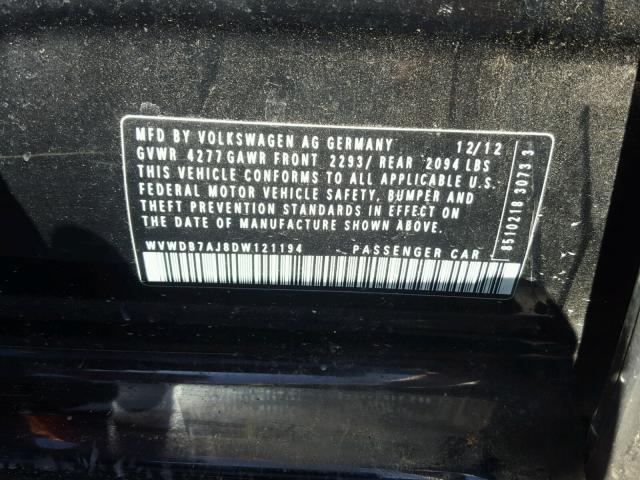 MFD BY VOLKSWAGEN AG GERMANY 12/12
GVWR 4277 GAWR FRONT 2293/ REAR 2094 LBS
THIS VEHICLE CONFORMS TO ALL APPLICABLE U.S.
FEDERAL MOTOR VEHICLE SAFETY, BUMPER AND
THEFT PREVENTION STANDARDS IN EFFECT ON
THE DATE OF MANUFACTURE SHOWN ABOVE.
WVWDB7AJ8DW121194 PASSENGER CAR
8510218 3073 3